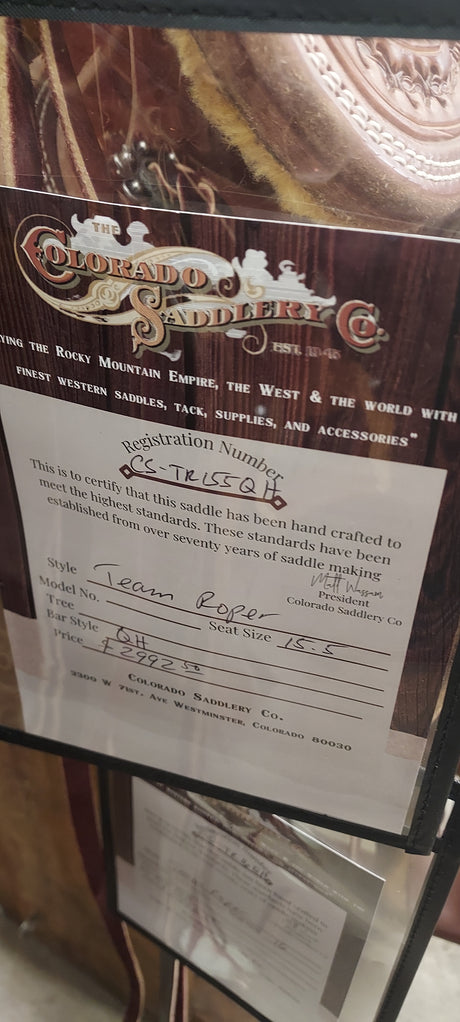 THE
COLORADO
SADDLERY CO.
EST. 1945
YING THE ROCKY MOUNTAIN EMPIRE, THE WEST & THE WORLD WITH
FINEST WESTERN SADDLES, TACK, SUPPLIES, AND ACCESSORIES"
Registration Number
CS-TR155QH
This is to certify that this saddle has been hand crafted to
meet the highest standards. These standards have been
established from over seventy years of saddle making
President
Colorado Saddlery Co
Style Team Roper
Model No.
Seat Size 15.5
Tree
Bar Style QH
Price $2992 50
COLORADO SADDLERY CO.
3300 W 71ST. AVE WESTMINSTER, COLORADO 80030